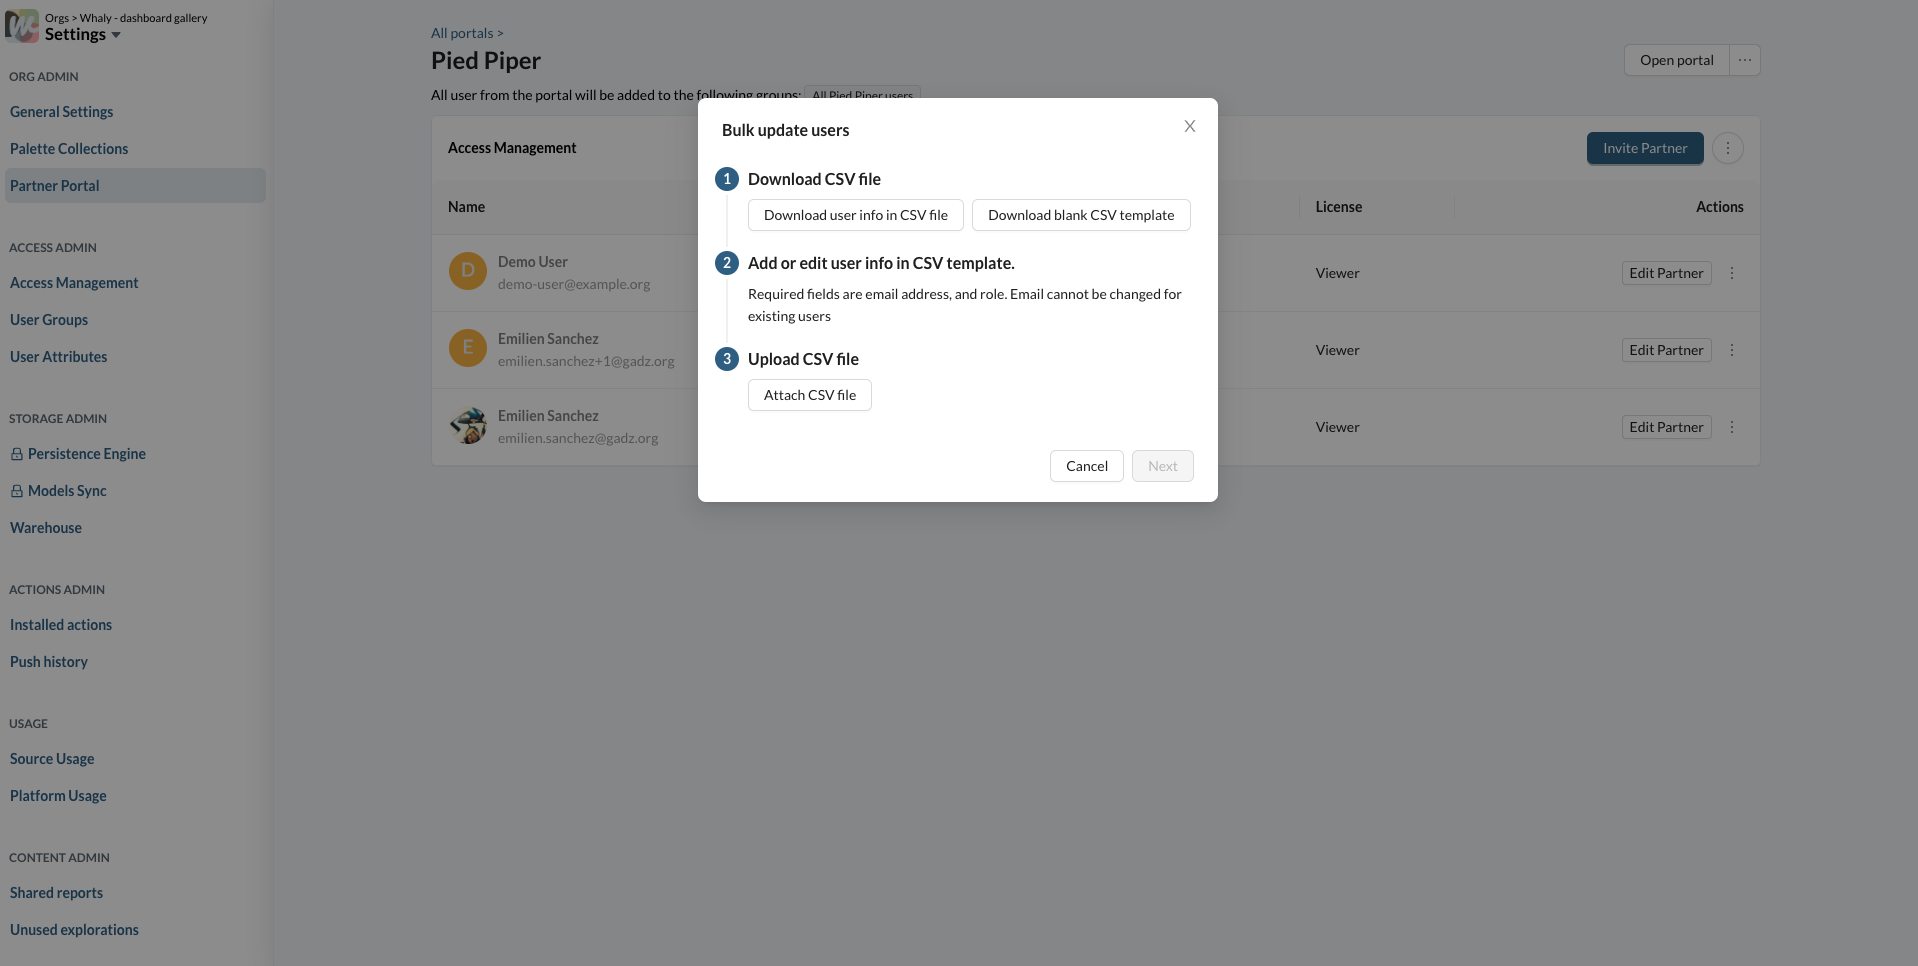 Orgs > Whaly - dashboard gallery
Settings
ORG ADMIN
General Settings
Palette Collections
Partner Portal
ACCESS ADMIN
Access Management
User Groups
User Attributes
STORAGE ADMIN
Persistence Engine
Models Sync
Warehouse
ACTIONS ADMIN
Installed actions
Push history
USAGE
Source Usage
Platform Usage
CONTENT ADMIN
Shared reports
Unused explorations
All portals >
Pied Piper
Open portal
All user from the portal will be added to the following groups: All Pied Piper users
Access Management
Invite Partner
Name License Actions
D Demo User
demo-user@example.org
Viewer Edit Partner
E Emilien Sanchez
emilien.sanchez+1@gadz.org
Viewer Edit Partner
Emilien Sanchez
emilien.sanchez@gadz.org
Viewer Edit Partner
Bulk update users
X
1 Download CSV file
Download user info in CSV file Download blank CSV template
2 Add or edit user info in CSV template.
Required fields are email address, and role. Email cannot be changed for
existing users
3 Upload CSV file
Attach CSV file
Cancel Next